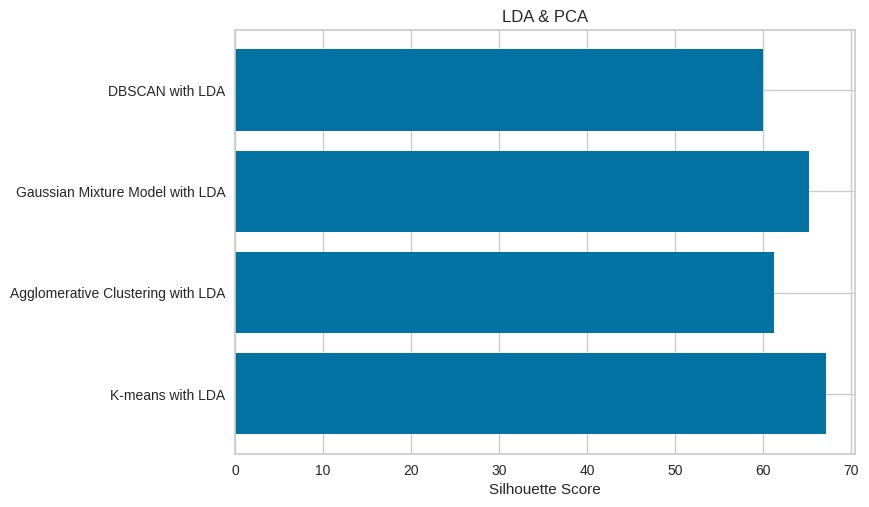 LDA & PCA
DBSCAN with LDA
Gaussian Mixture Model with LDA
Agglomerative Clustering with LDA
K-means with LDA
0 10 20 30 40 50 60 70
Silhouette Score